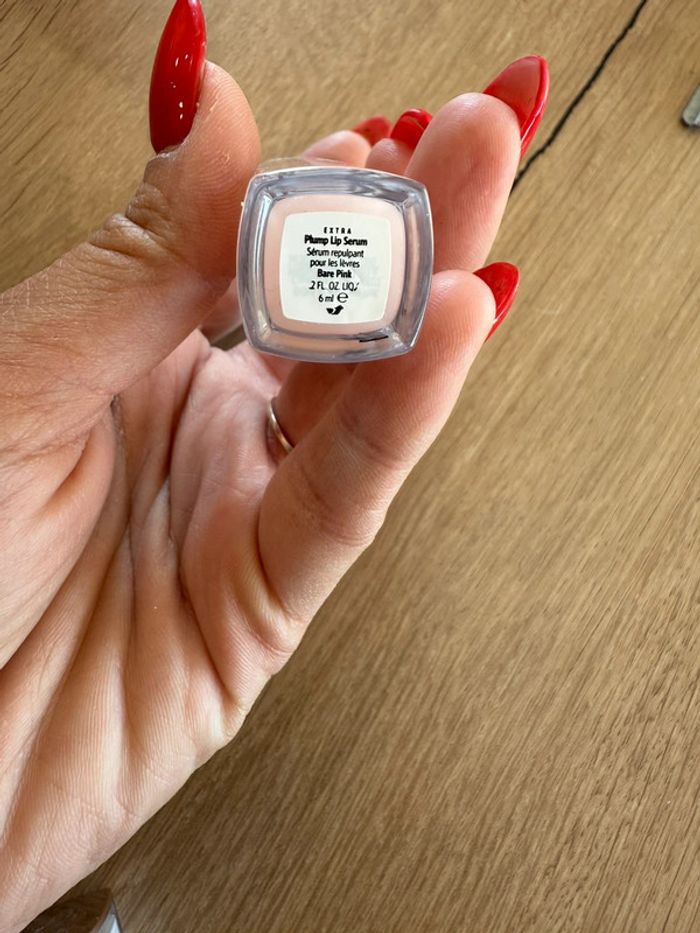 EXTRA
Plump Lip Serum
Sérum repulpant
pour les lèvres
Bare Pink
.2 FL. OZ. LIQ./
6 ml ℮